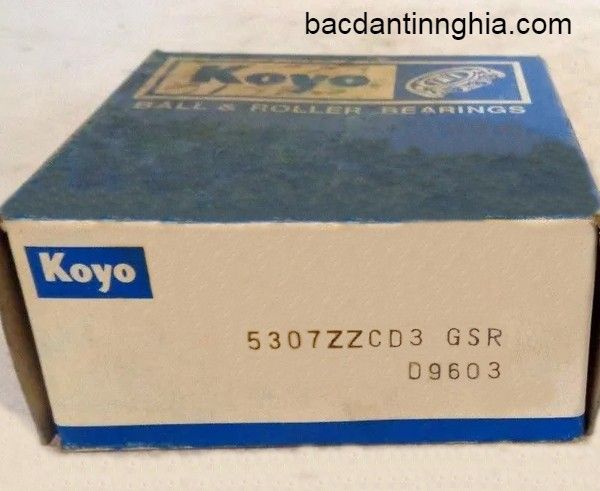 bacdantinnghia.com
Koyo
BALL & ROLLER BEARINGS
Koyo
5307ZZCD3 GSR
D9603